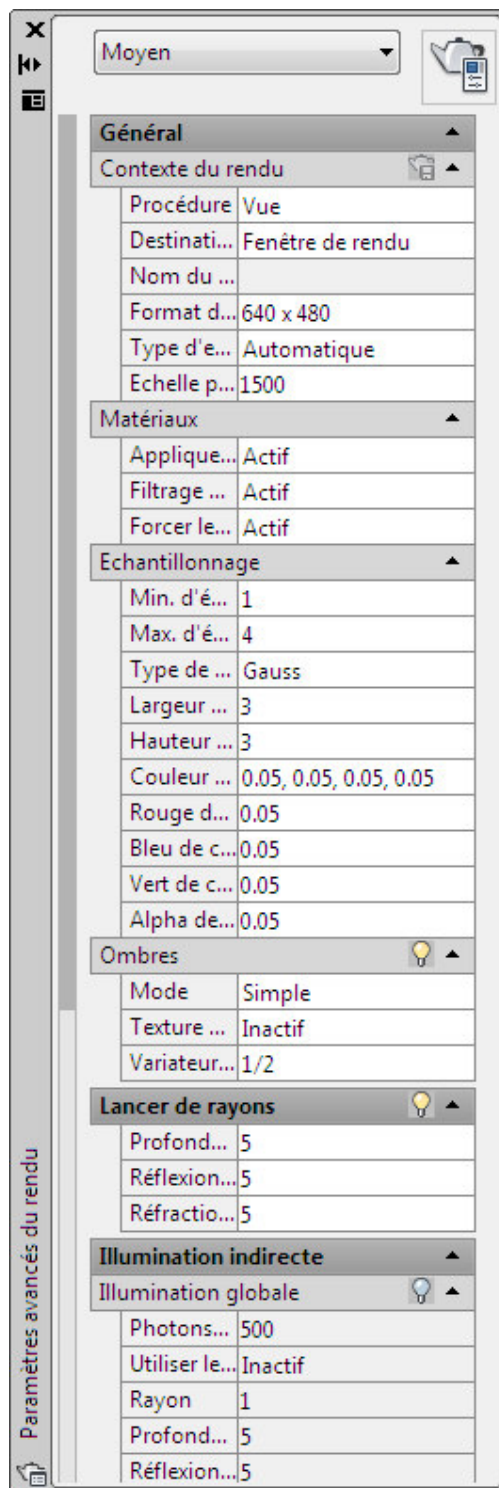 Moyen
Général
Contexte du rendu
Procédure Vue
Destinati... Fenêtre de rendu
Nom du ...
Format d... 640 x 480
Type d'e... Automatique
Echelle p... 1500
Matériaux
Applique... Actif
Filtrage ... Actif
Forcer le... Actif
Echantillonnage
Min. d'é... 1
Max. d'é... 4
Type de ... Gauss
Largeur ... 3
Hauteur ... 3
Couleur ... 0.05, 0.05, 0.05, 0.05
Rouge d... 0.05
Bleu de c... 0.05
Vert de c... 0.05
Alpha de... 0.05
Ombres
Mode Simple
Texture ... Inactif
Variateur... 1/2
Lancer de rayons
Profond... 5
Réflexion... 5
Réfractio... 5
Illumination indirecte
Illumination globale
Photons... 500
Utiliser le... Inactif
Rayon 1
Profond... 5
Réflexion... 5
Paramètres avancés du rendu